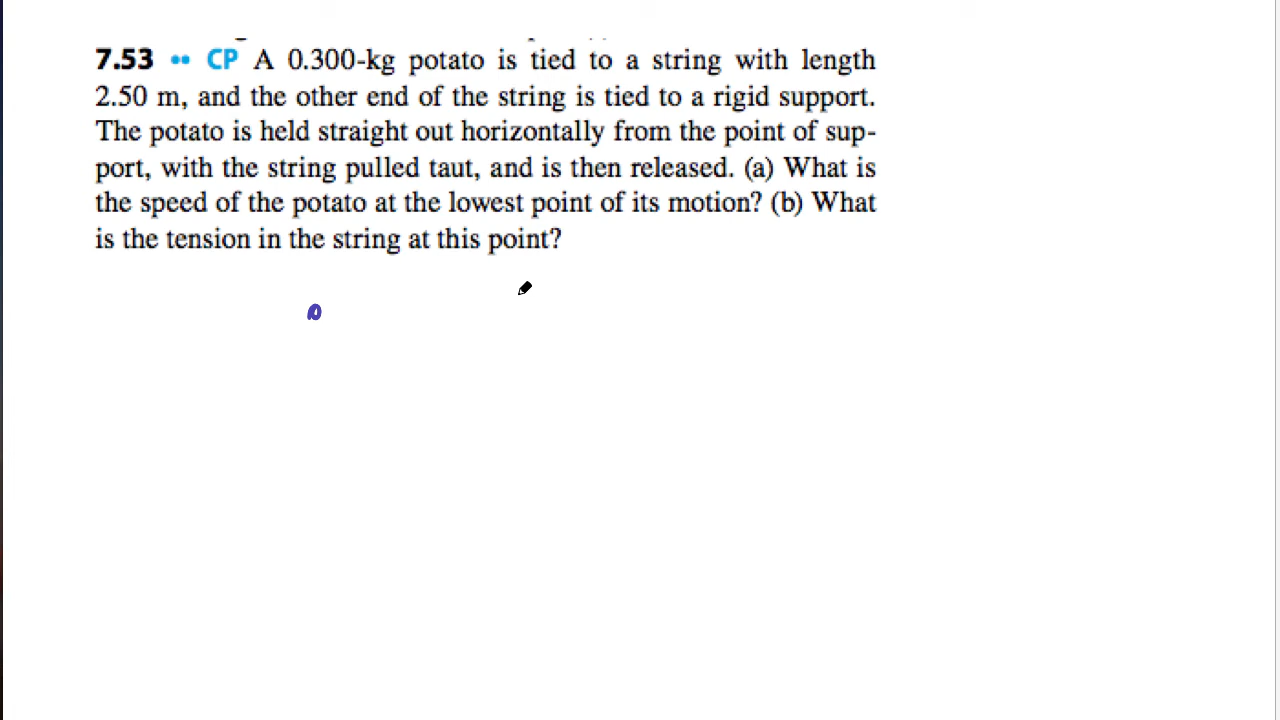 7.53 •• CP A 0.300-kg potato is tied to a string with length
2.50 m, and the other end of the string is tied to a rigid support.
The potato is held straight out horizontally from the point of sup-
port, with the string pulled taut, and is then released. (a) What is
the speed of the potato at the lowest point of its motion? (b) What
is the tension in the string at this point?